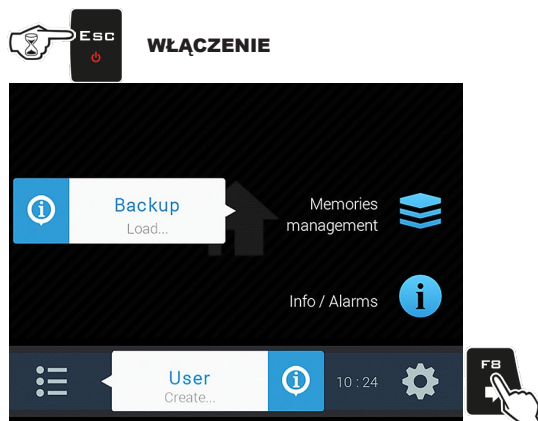 Esc
WŁĄCZENIE
Backup
Load...
Memories
management
Info / Alarms
User
Create...
10 : 24
F8